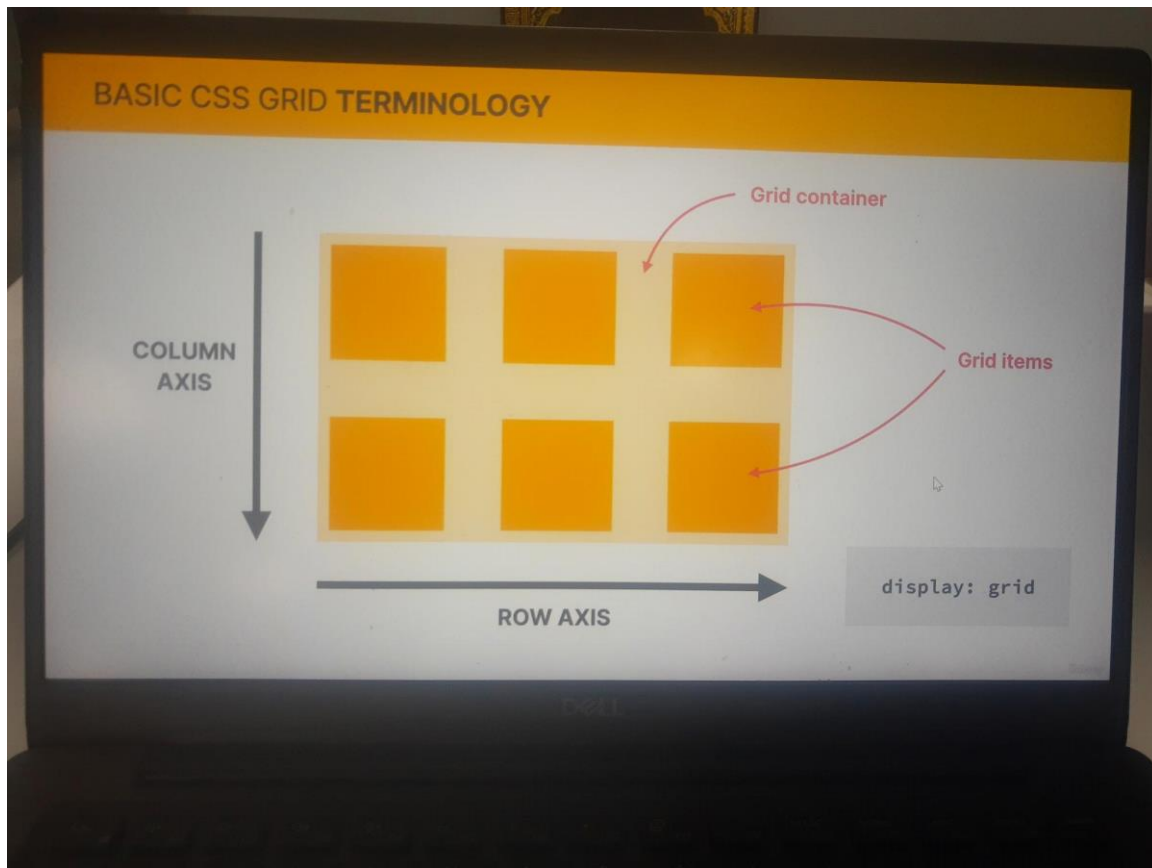 BASIC CSS GRID TERMINOLOGY
Grid container
COLUMN
AXIS
Grid items
display: grid
ROW AXIS
DELL